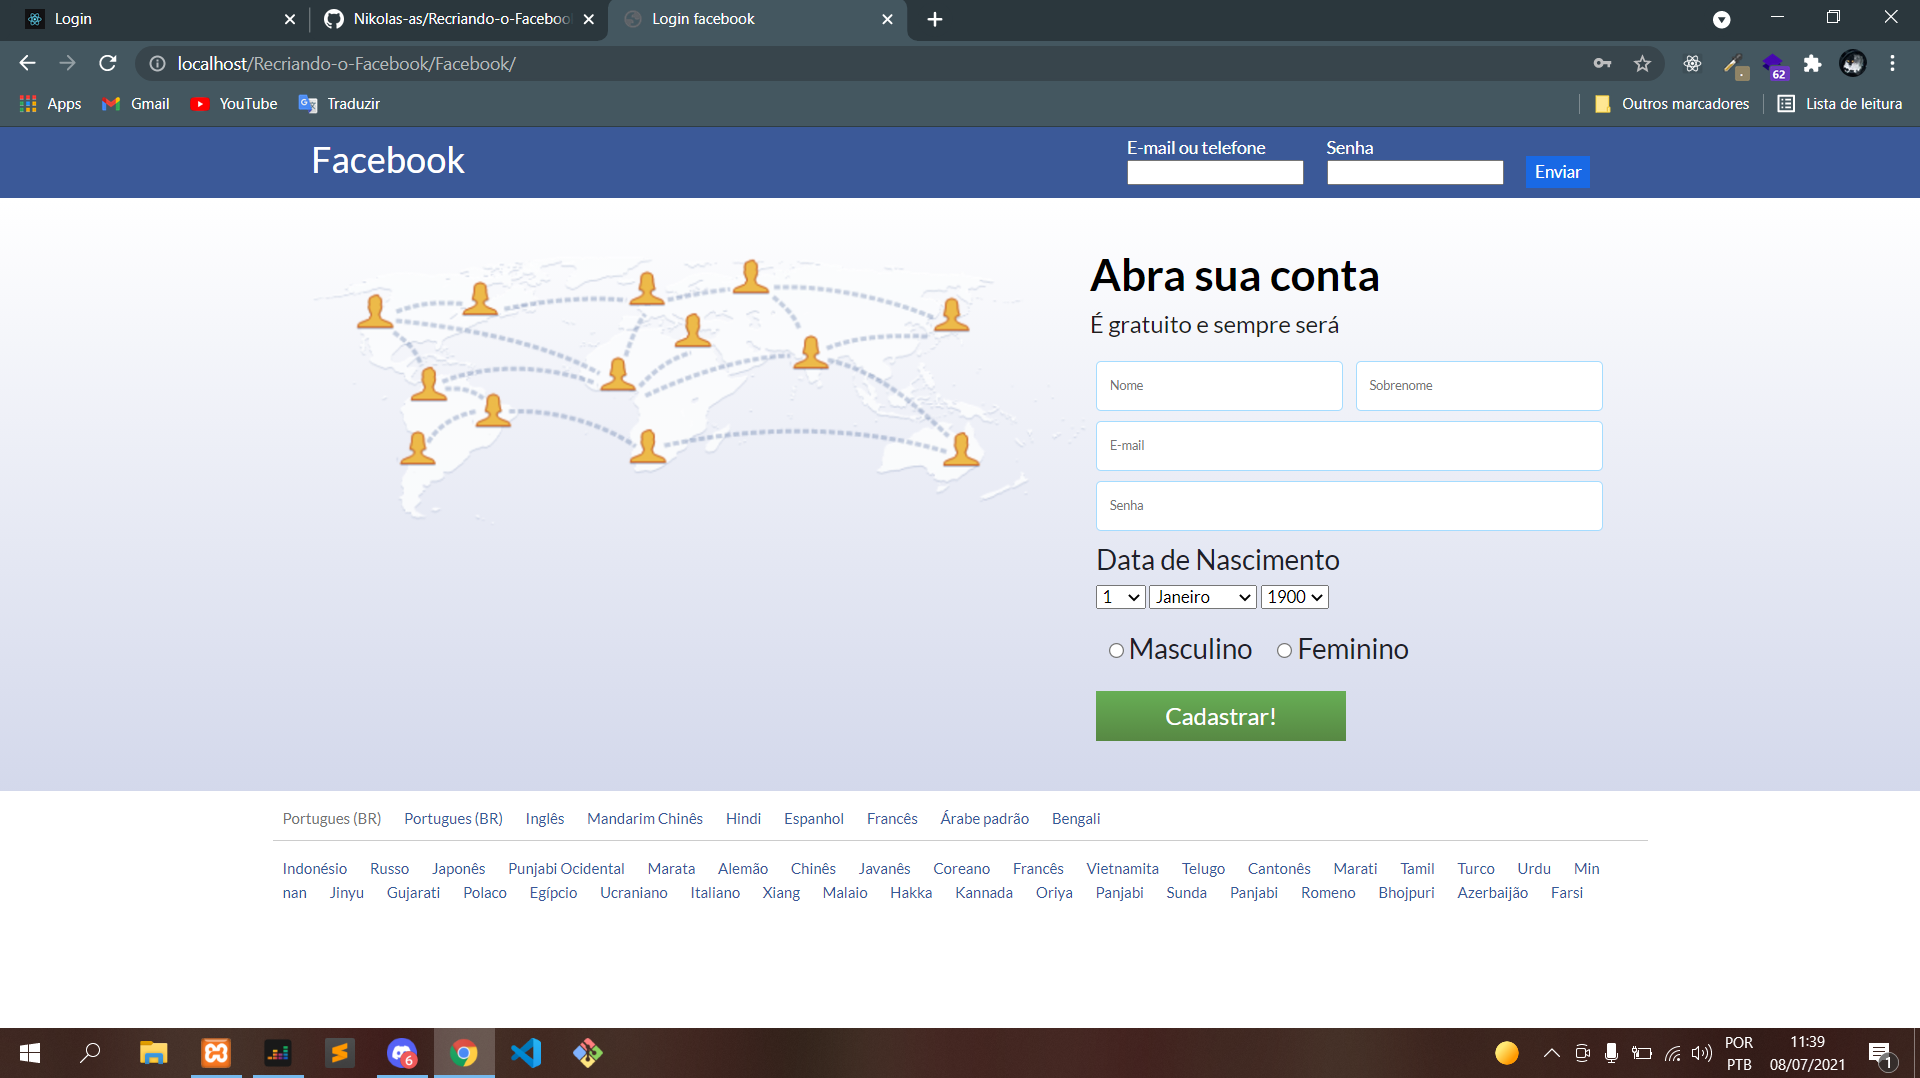 Login
Nikolas-as/Recriando-o-Faceboo
Login facebook
localhost/Recriando-o-Facebook/Facebook/
62
Apps
Gmail
YouTube
Traduzir
Outros marcadores
Lista de leitura
Facebook
E-mail ou telefone
Senha
Enviar
Abra sua conta
É gratuito e sempre será
Nome
Sobrenome
E-mail
Senha
Data de Nascimento
1
Janeiro
1900
Masculino
Feminino
Cadastrar!
Portugues (BR) Portugues (BR) Inglês Mandarim Chinês Hindi Espanhol Francês Árabe padrão Bengali
Indonésio Russo Japonês Punjabi Ocidental Marata Alemão Chinês Javanês Coreano Francês Vietnamita Telugo Cantonês Marati Tamil Turco Urdu Min
nan Jinyu Gujarati Polaco Egípcio Ucraniano Italiano Xiang Malaio Hakka Kannada Oriya Panjabi Sunda Panjabi Romeno Bhojpuri Azerbaijão Farsi
6
POR
PTB
11:39
08/07/2021
1